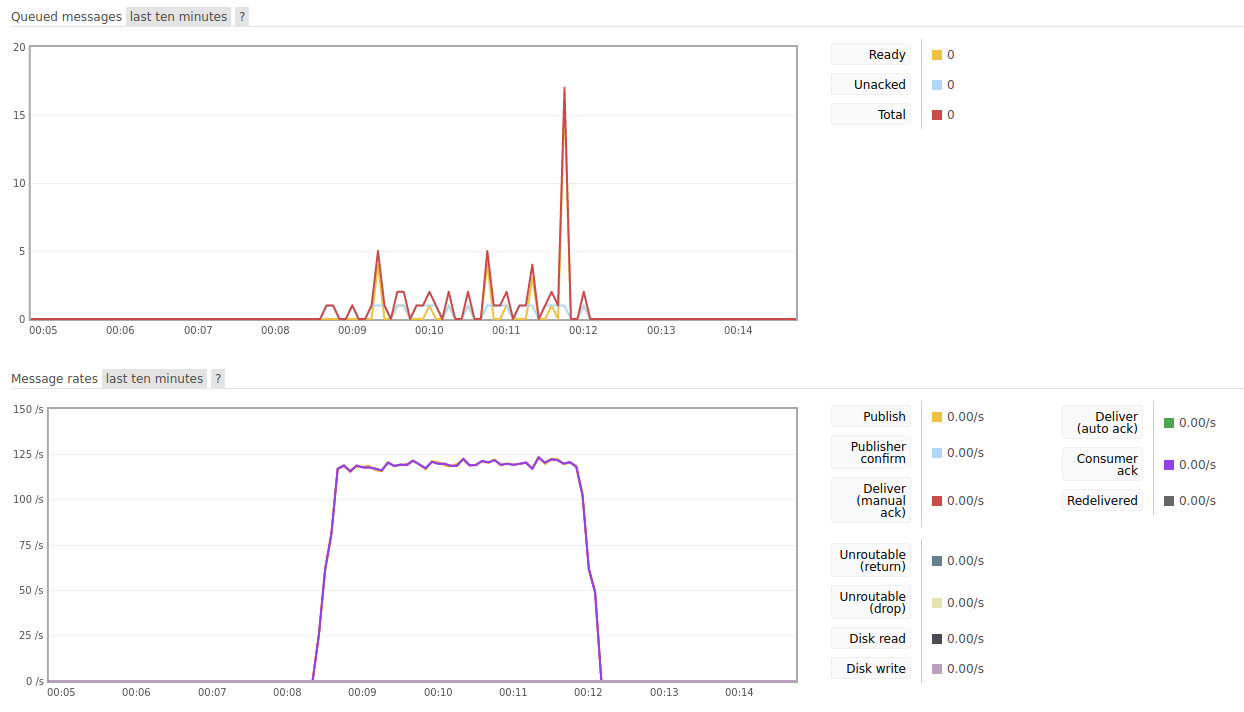 Queued messages last ten minutes ?
20
15
10
5
0
00:05 00:06 00:07 00:08 00:09 00:10 00:11 00:12 00:13 00:14
Ready 0
Unacked 0
Total 0
Message rates last ten minutes ?
150 /s
125 /s
100 /s
75 /s
50 /s
25 /s
0 /s
00:05 00:06 00:07 00:08 00:09 00:10 00:11 00:12 00:13 00:14
Publish 0.00/s
Publisher
confirm 0.00/s
Deliver
(manual 0.00/s
ack)
Unroutable
(return) 0.00/s
Unroutable
(drop) 0.00/s
Disk read 0.00/s
Disk write 0.00/s
Deliver
(auto ack) 0.00/s
Consumer
ack 0.00/s
Redelivered 0.00/s